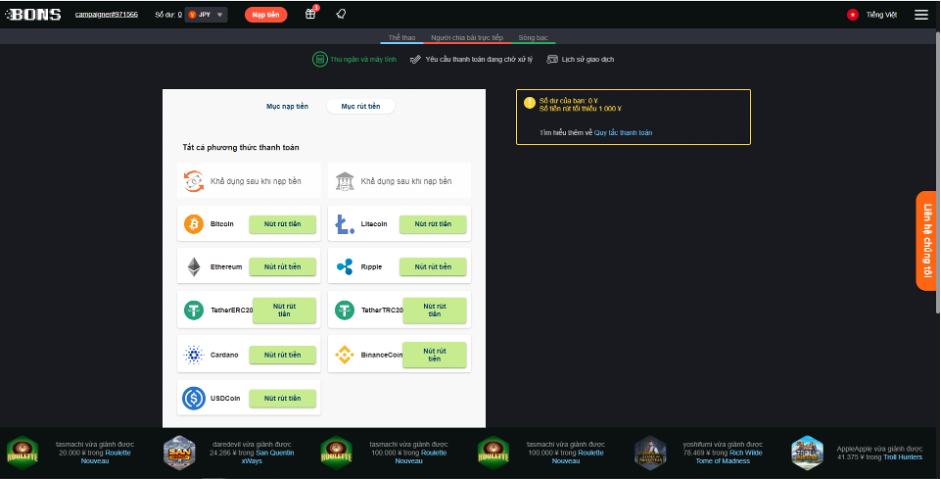 BONS campaigner#971566 Số dư: 0 JPY Nạp tiền 3 Tiếng Việt
Thể thao Người chia bài trực tiếp Sòng bạc
Thu ngân và máy tính Yêu cầu thanh toán đang chờ xử lý Lịch sử giao dịch
Mục nạp tiền Mục rút tiền
Tất cả phương thức thanh toán
Khả dụng sau khi nạp tiền Khả dụng sau khi nạp tiền
Bitcoin Nút rút tiền Litecoin Nút rút tiền
Ethereum Nút rút tiền Ripple Nút rút tiền
TetherERC20 Nút rút
tiền
TetherTRC20 Nút rút
tiền
Cardano Nút rút tiền BinanceCoin Nút rút
tiền
USDCoin Nút rút tiền
Số dư của bạn: 0 ¥
Số tiền rút tối thiểu 1 000 ¥
Tìm hiểu thêm về Quy tắc thanh toán
Liên hệ chúng tôi
tasmachi vừa giành được
20.000 ¥ trong Roulette
Nouveau
daredevil vừa giành được
24.286 ¥ trong San Quentin
xWays
tasmachi vừa giành được
100.000 ¥ trong Roulette
Nouveau
tasmachi vừa giành được
100.000 ¥ trong Roulette
Nouveau
yoshifumi vừa giành được
78.469 ¥ trong Rich Wilde
Tome of Madness
AppleApple vừa giành được
41.375 ¥ trong Troll Hunters